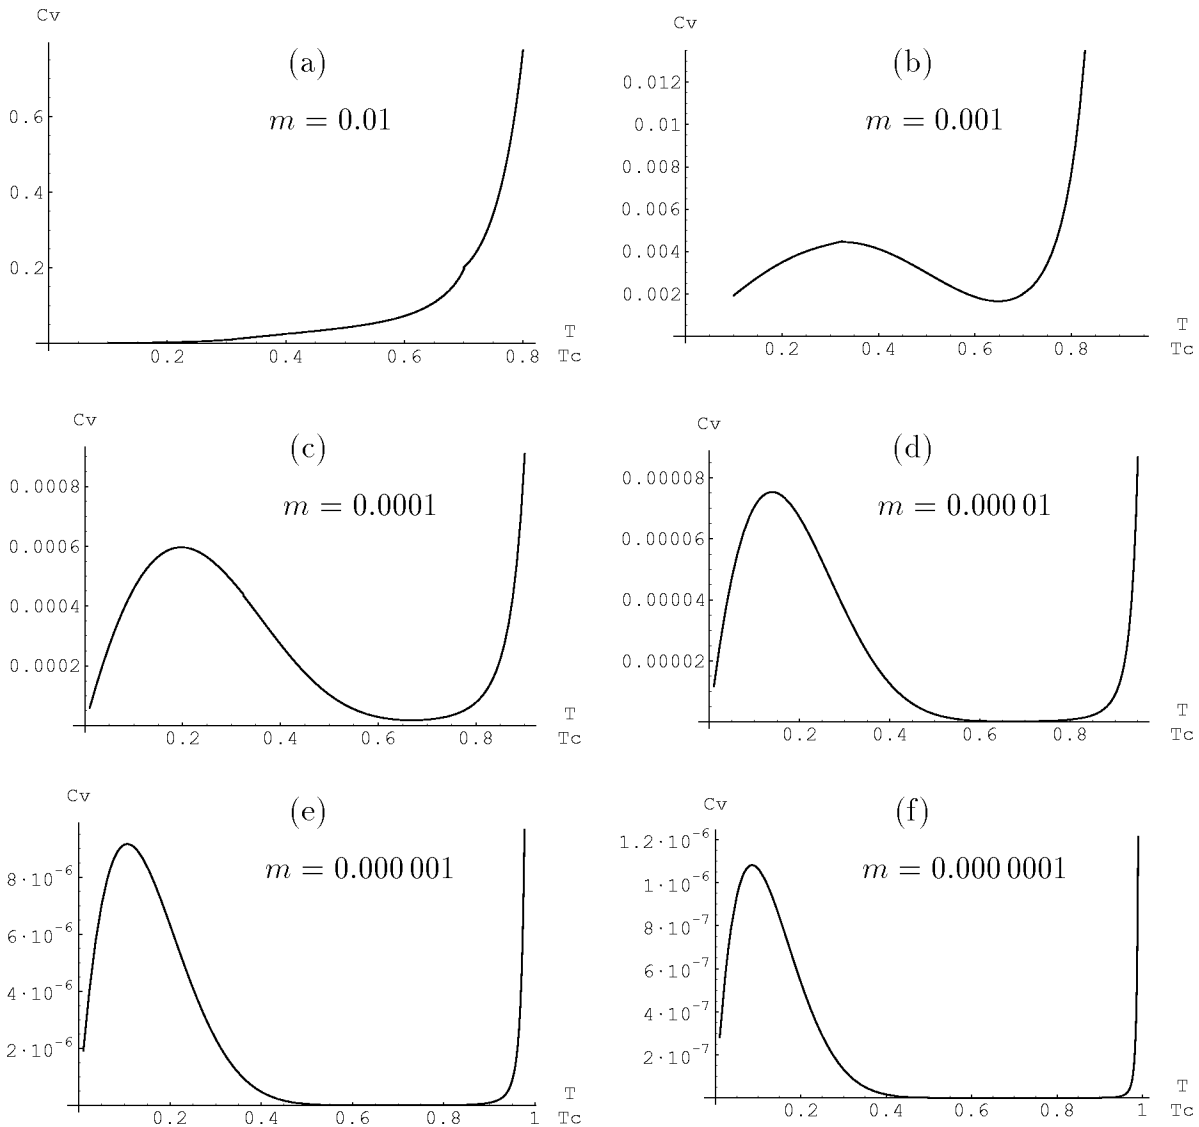 Cv
(a)
m = 0.01
0.6
0.4
0.2
0.2 0.4 0.6 0.8
T
Tc
Cv
(b)
m = 0.001
0.012
0.01
0.008
0.006
0.004
0.002
0.2 0.4 0.6 0.8
T
Tc
Cv
(c)
m = 0.0001
0.0008
0.0006
0.0004
0.0002
0.2 0.4 0.6 0.8
T
Tc
Cv
(d)
m = 0.000 01
0.00008
0.00006
0.00004
0.00002
0.2 0.4 0.6 0.8
T
Tc
Cv
(e)
m = 0.000 001
8·10⁻⁶
6·10⁻⁶
4·10⁻⁶
2·10⁻⁶
0.2 0.4 0.6 0.8 1
T
Tc
Cv
(f)
m = 0.000 0001
1.2·10⁻⁶
1·10⁻⁶
8·10⁻⁷
6·10⁻⁷
4·10⁻⁷
2·10⁻⁷
0.2 0.4 0.6 0.8 1
T
Tc